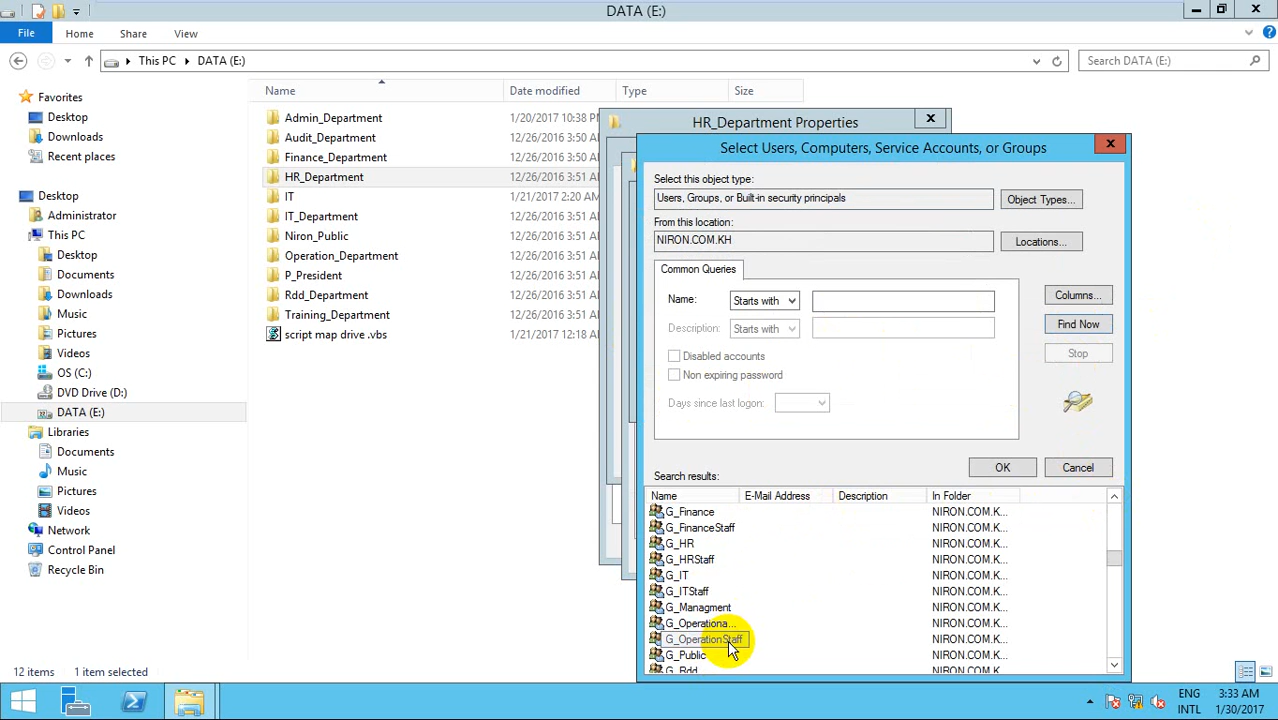 DATA (E:)
File
Home
Share
View
This PC
DATA (E:)
Search DATA (E:)
Favorites
Desktop
Downloads
Recent places
Desktop
Administrator
This PC
Desktop
Documents
Downloads
Music
Pictures
Videos
OS (C:)
DVD Drive (D:)
DATA (E:)
Libraries
Documents
Music
Pictures
Videos
Network
Control Panel
Recycle Bin
Name
Date modified
Type
Size
Admin_Department
1/20/2017 10:38 PM
Audit_Department
12/26/2016 3:50 A
Finance_Department
12/26/2016 3:50 A
HR_Department
12/26/2016 3:51 A
IT
1/21/2017 2:20 AM
IT_Department
12/26/2016 3:51 A
Niron_Public
12/26/2016 3:51 A
Operation_Department
12/26/2016 3:51 A
P_President
12/26/2016 3:51 A
Rdd_Department
12/26/2016 3:51 A
Training_Department
12/26/2016 3:51 A
script map drive .vbs
1/21/2017 12:18 A
HR_Department Properties
Select Users, Computers, Service Accounts, or Groups
Select this object type:
Users, Groups, or Built-in security principals
Object Types...
From this location:
NIRON.COM.KH
Locations...
Common Queries
Name:
Starts with
Columns...
Description:
Starts with
Find Now
Stop
Disabled accounts
Non expiring password
Days since last logon:
OK
Cancel
Search results:
Name
E-Mail Address
Description
In Folder
G_Finance
NIRON.COM.K...
G_FinanceStaff
NIRON.COM.K...
G_HR
NIRON.COM.K...
G_HRStaff
NIRON.COM.K...
G_IT
NIRON.COM.K...
G_ITStaff
NIRON.COM.K...
G_Managment
NIRON.COM.K...
G_Operationa...
NIRON.COM.K...
G_OperationStaff
NIRON.COM.K...
G_Public
NIRON.COM.K...
G_Rdd
NIRON.COM.K...
12 items
1 item selected
ENG
INTL
3:33 AM
1/30/2017